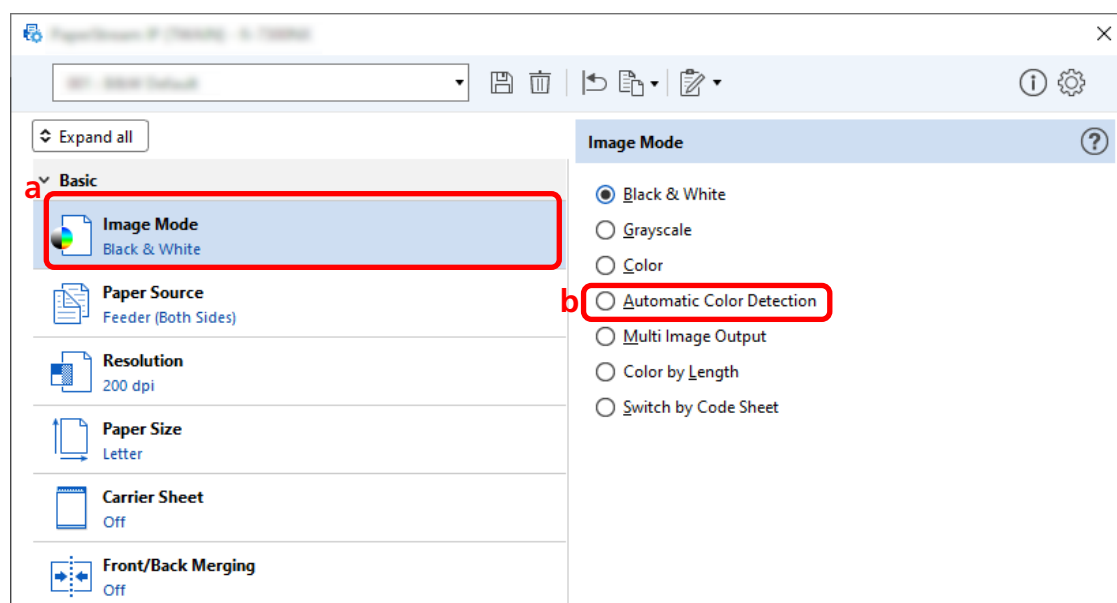 Expand all
Image Mode
a
Basic
Black & White
Image Mode
Black & White
Grayscale
Color
Paper Source
Feeder (Both Sides)
b
Automatic Color Detection
Multi Image Output
Resolution
200 dpi
Color by Length
Switch by Code Sheet
Paper Size
Letter
Carrier Sheet
Off
Front/Back Merging
Off